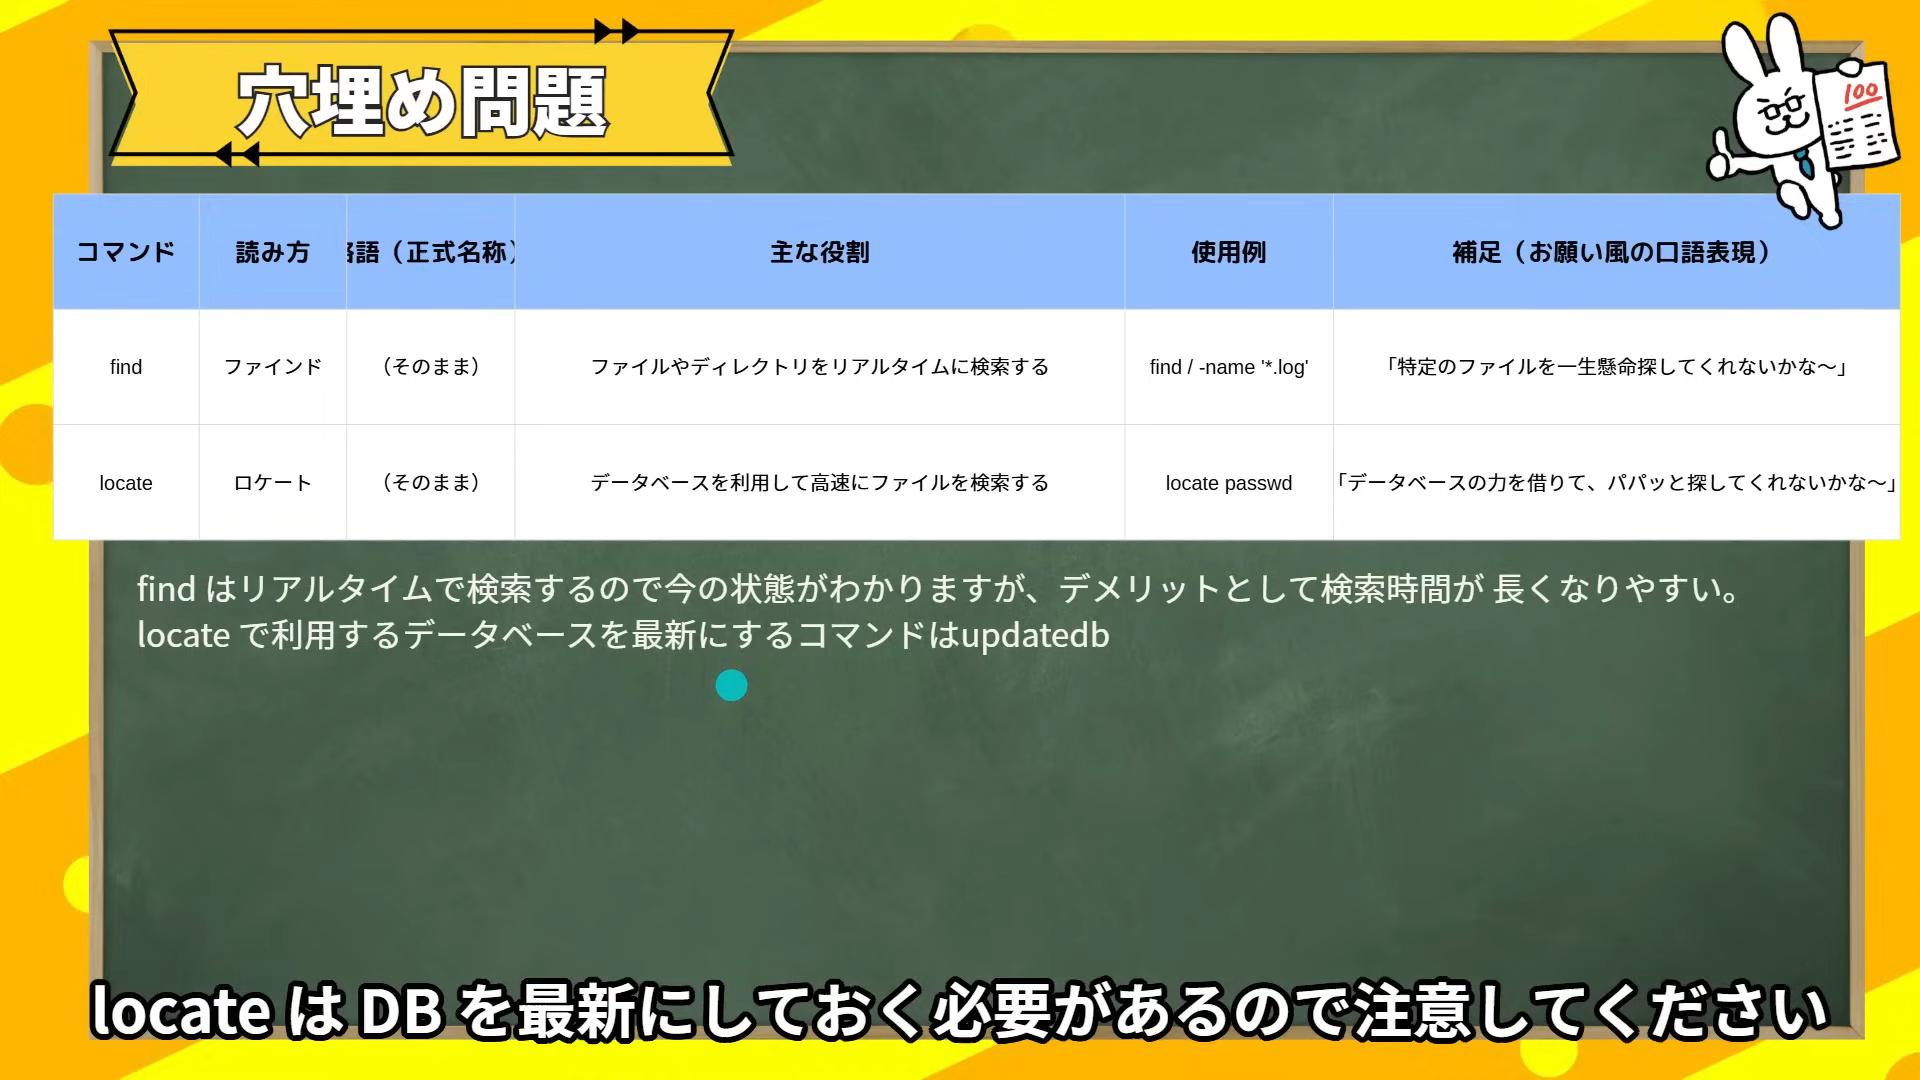 穴埋め問題
100
コマンド 読み方 略語（正式名称） 主な役割 使用例 補足（お願い風の口語表現）
find ファインド （そのまま） ファイルやディレクトリをリアルタイムに検索する find / -name '*.log' 「特定のファイルを一生懸命探してくれないかな〜」
locate ロケート （そのまま） データベースを利用して高速にファイルを検索する locate passwd 「データベースの力を借りて、パパッと探してくれないかな〜」
find はリアルタイムで検索するので今の状態がわかりますが、デメリットとして検索時間が 長くなりやすい。
locate で利用するデータベースを最新にするコマンドはupdatedb
locate は DB を最新にしておく必要があるので注意してください